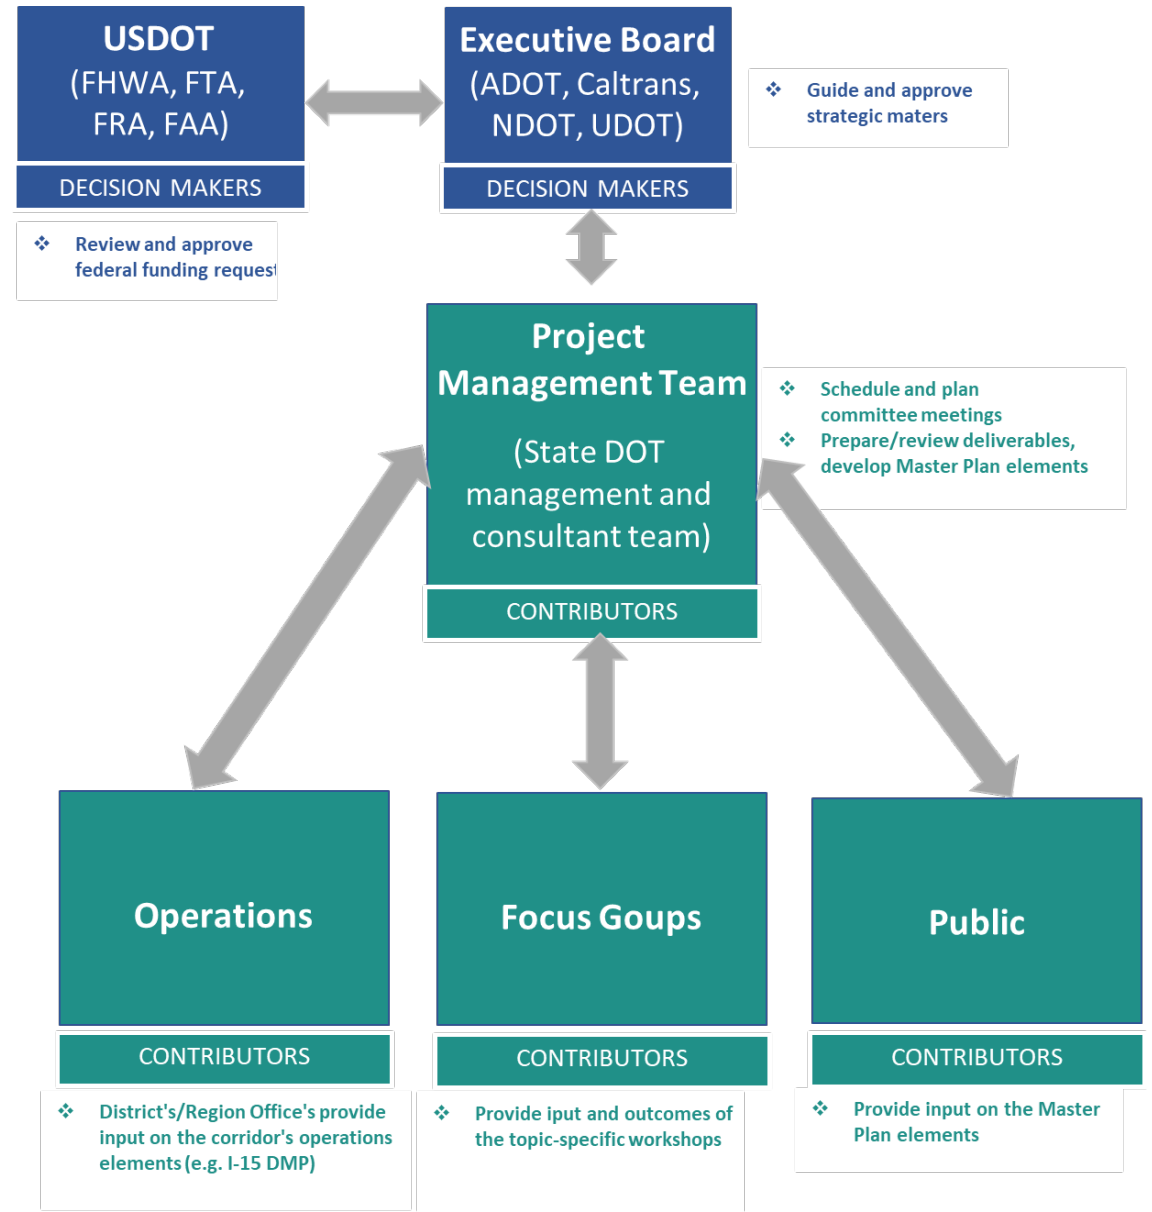 USDOT
(FHWA, FTA,
FRA, FAA)
DECISION MAKERS
❖ Review and approve
federal funding request
Executive Board
(ADOT, Caltrans,
NDOT, UDOT)
DECISION MAKERS
❖ Guide and approve
strategic maters
Project
Management Team
(State DOT
management and
consultant team)
CONTRIBUTORS
❖ Schedule and plan
committee meetings
❖ Prepare/review deliverables,
develop Master Plan elements
Operations
CONTRIBUTORS
❖ District's/Region Office's provide
input on the corridor's operations
elements (e.g. I-15 DMP)
Focus Goups
CONTRIBUTORS
❖ Provide iput and outcomes of
the topic-specific workshops
Public
CONTRIBUTORS
❖ Provide input on the Master
Plan elements